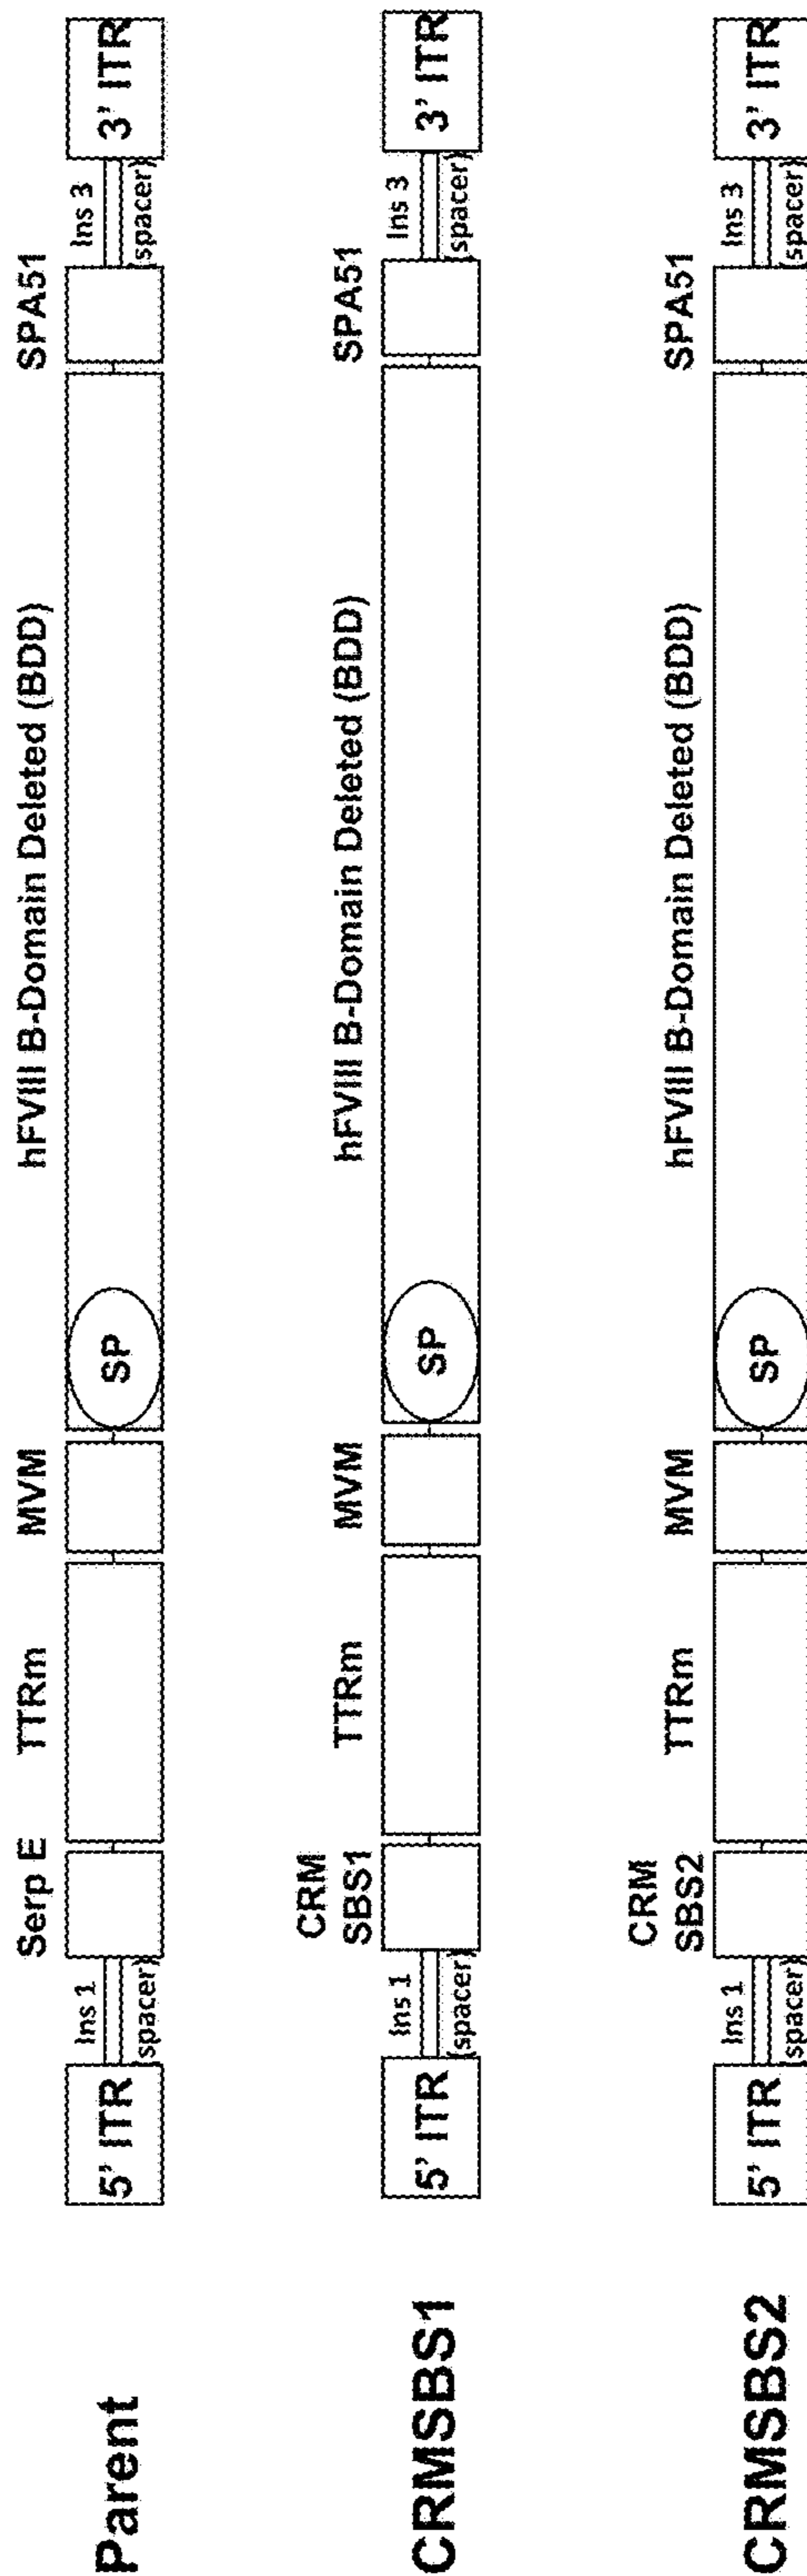 Parent
5' ITR
Ins 1
(spacer)
Serp E
TTRm
MVM
SP
hFVIII B-Domain Deleted (BDD)
SPA51
Ins 3
(spacer)
3' ITR
CRMSBS1
5' ITR
Ins 1
(spacer)
CRM
SBS1
TTRm
MVM
SP
hFVIII B-Domain Deleted (BDD)
SPA51
Ins 3
(spacer)
3' ITR
CRMSBS2
5' ITR
Ins 1
(spacer)
CRM
SBS2
TTRm
MVM
SP
hFVIII B-Domain Deleted (BDD)
SPA51
Ins 3
(spacer)
3' ITR